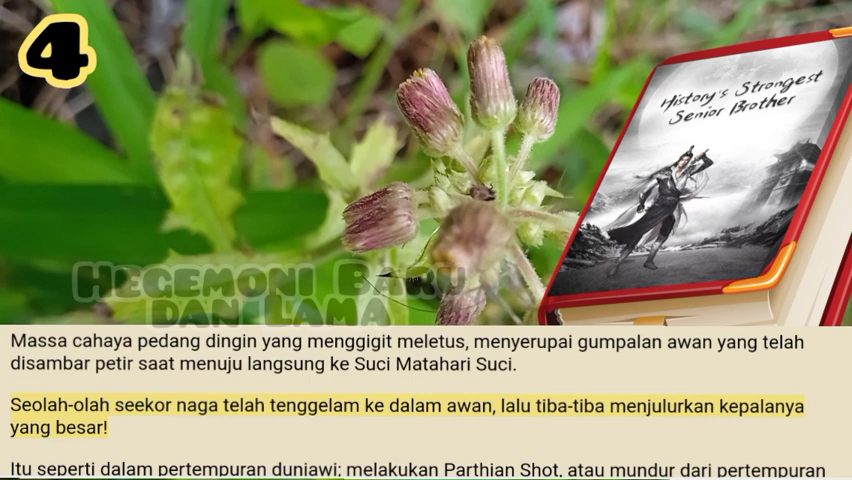 4
History's Strongest
Senior Brother
Hegemoni Baru
dan Lama
Massa cahaya pedang dingin yang menggigit meletus, menyerupai gumpalan awan yang telah
disambar petir saat menuju langsung ke Suci Matahari Suci.
Seolah-olah seekor naga telah tenggelam ke dalam awan, lalu tiba-tiba menjulurkan kepalanya
yang besar!
Itu seperti dalam pertempuran duniawi; melakukan Parthian Shot, atau mundur dari pertempuran